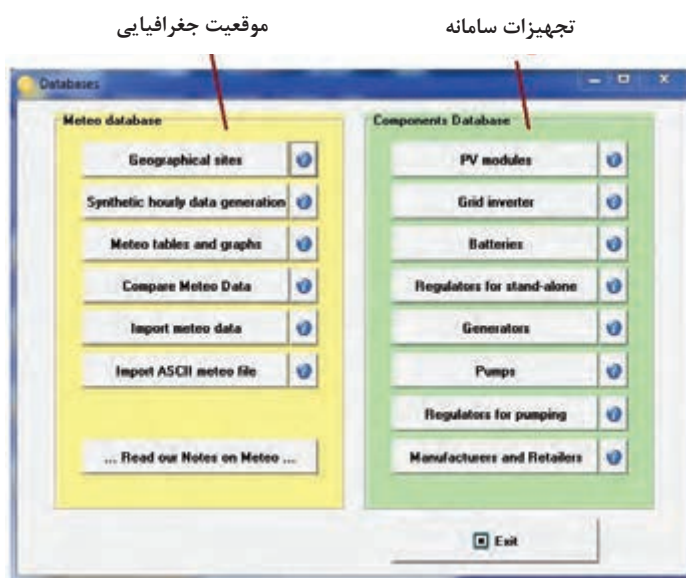 موقعیت جغرافیایی
تجهیزات سامانه
Databases
Meteo database
Geographical sites
Synthetic hourly data generation
Meteo tables and graphs
Compare Meteo Data
Import meteo data
Import ASCII meteo file
... Read our Notes on Meteo ...
Components Database
PV modules
Grid inverter
Batteries
Regulators for stand-alone
Generators
Pumps
Regulators for pumping
Manufacturers and Retailers
Exit